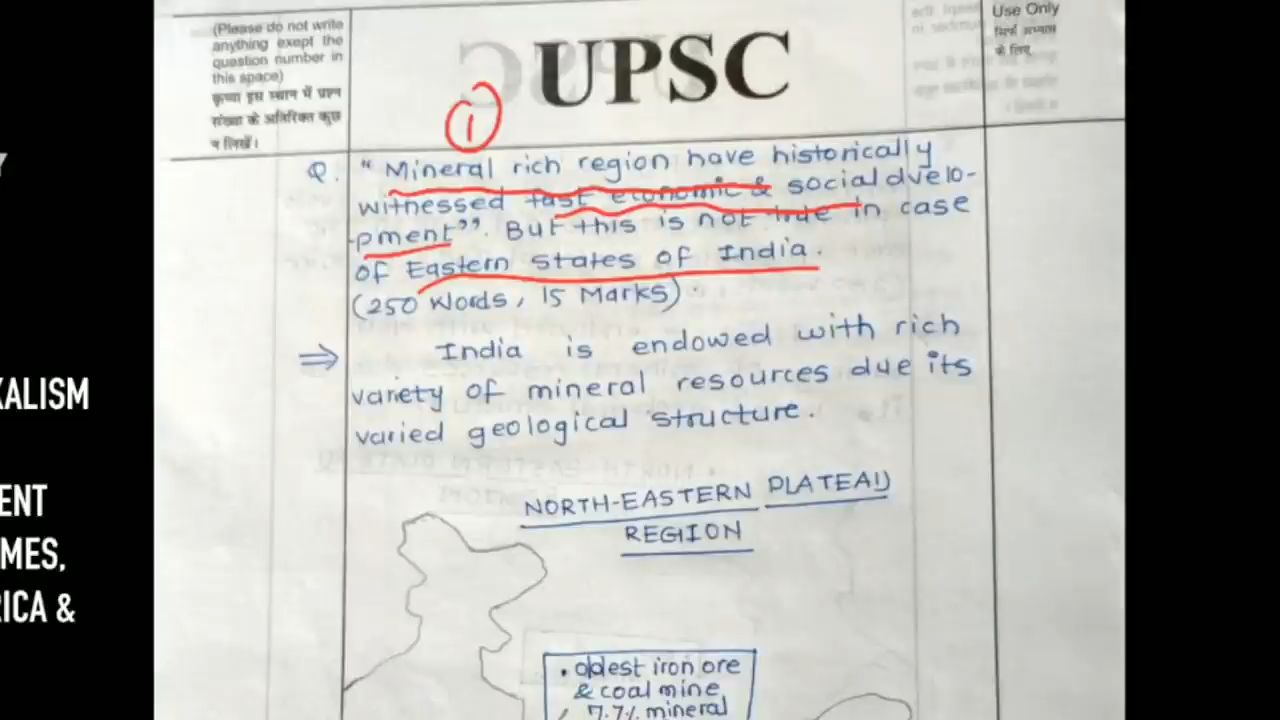 (Please do not write
anything exept the
question number in
this space)
कृप्या इस स्थान में प्रश्न
संख्या के अतिरिक्त कुछ
न लिखें।
UPSC
Use Only
सिर्फ अभ्यास
के लिए
1
Q. "Mineral rich region have historically
witnessed fast economic & social dvelo-
-pment". But this is not true in case
of Eastern states of India.
(250 Words, 15 Marks)
⇒ India is endowed with rich
variety of mineral resources due its
varied geological structure.
NORTH-EASTERN PLATEAU
REGION
• oldest iron ore
& coal mine
7.7% mineral
KALISM
ENT
MES,
RICA &
Y